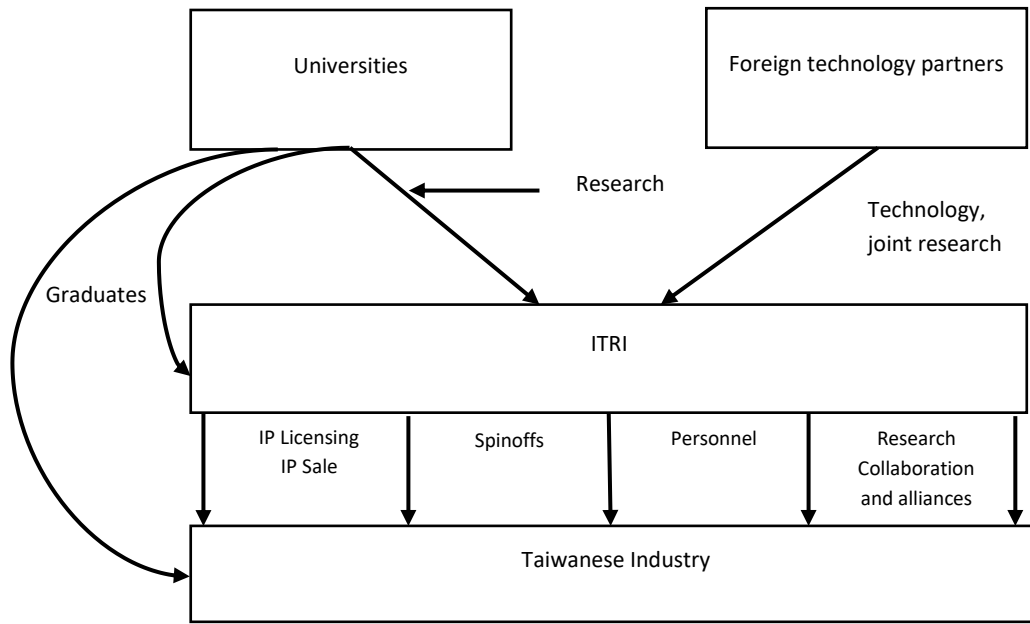 Universities
Foreign technology partners
Research
Technology,
joint research
Graduates
ITRI
IP Licensing
IP Sale
Spinoffs
Personnel
Research
Collaboration
and alliances
Taiwanese Industry